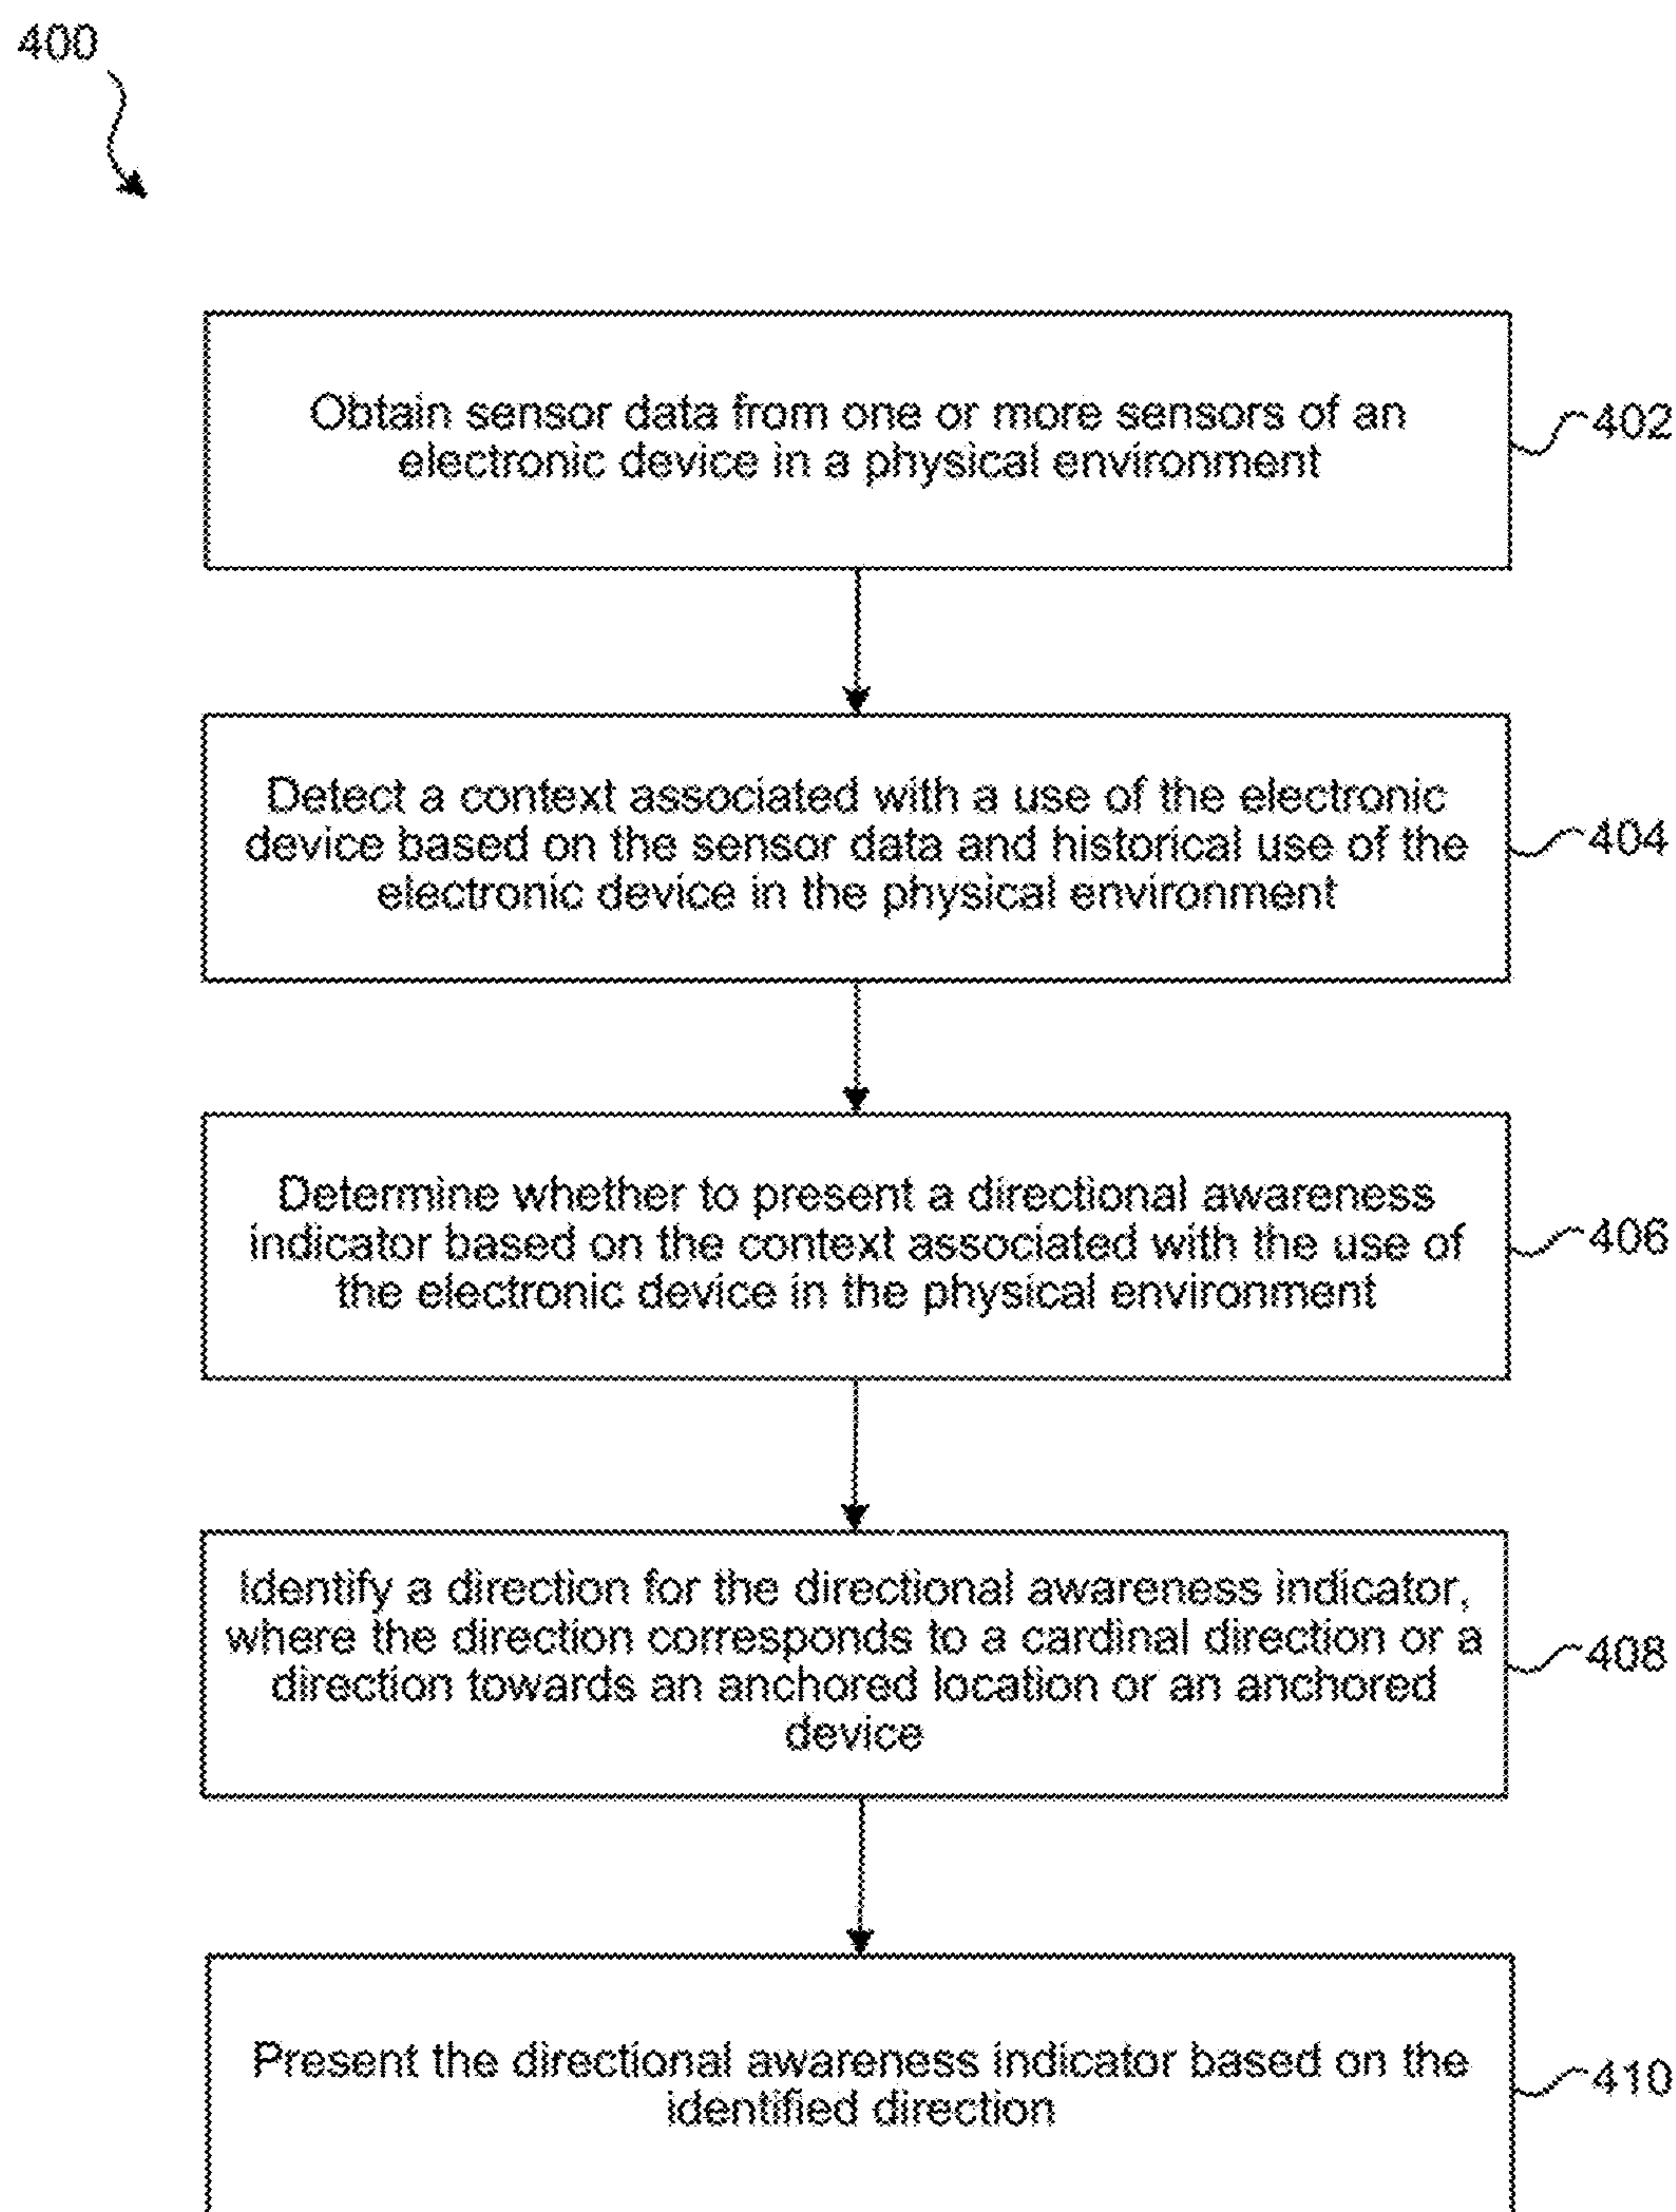 400
Obtain sensor data from one or more sensors of an
electronic device in a physical environment
402
Detect a context associated with a use of the electronic
device based on the sensor data and historical use of the
electronic device in the physical environment
404
Determine whether to present a directional awareness
indicator based on the context associated with the use of
the electronic device in the physical environment
406
Identify a direction for the directional awareness indicator,
where the direction corresponds to a cardinal direction or a
direction towards an anchored location or an anchored
device
408
Present the directional awareness indicator based on the
identified direction
410